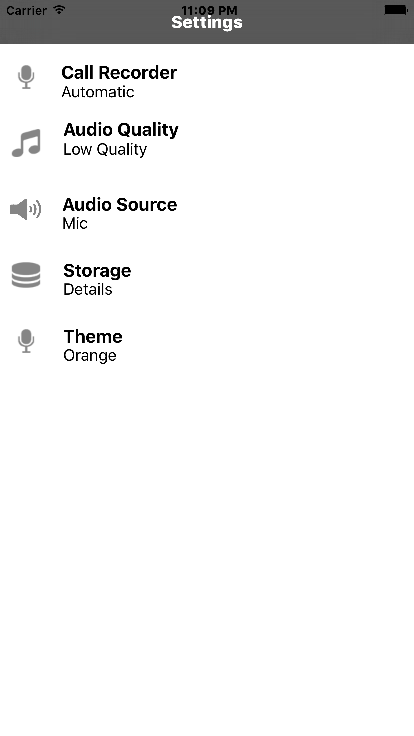 Carrier 11:09 PM
Settings
Call Recorder
Automatic
Audio Quality
Low Quality
Audio Source
Mic
Storage
Details
Theme
Orange